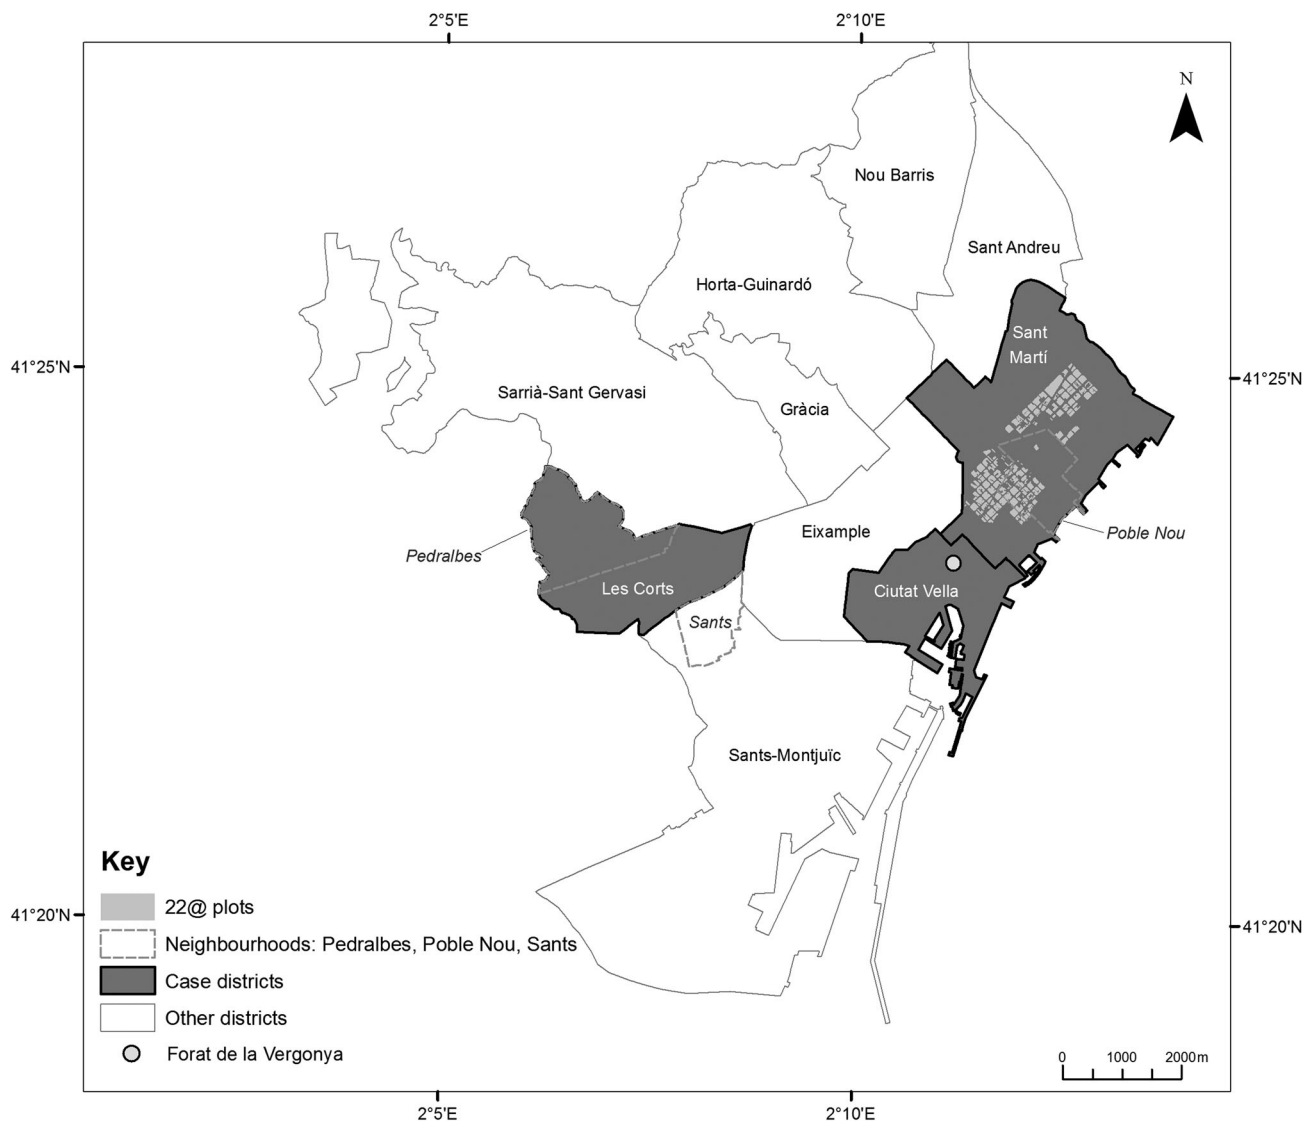 2°5'E
2°10'E
N
Nou Barris
Sant Andreu
Horta-Guinardó
Sant
Martí
41°25'N
41°25'N
Sarrià-Sant Gervasi
Gràcia
Eixample
Poble Nou
Pedralbes
Les Corts
Ciutat Vella
Sants
Sants-Montjuïc
Key
22@ plots
41°20'N
41°20'N
Neighbourhoods: Pedralbes, Poble Nou, Sants
Case districts
Other districts
Forat de la Vergonya
0 1000 2000m
2°5'E
2°10'E